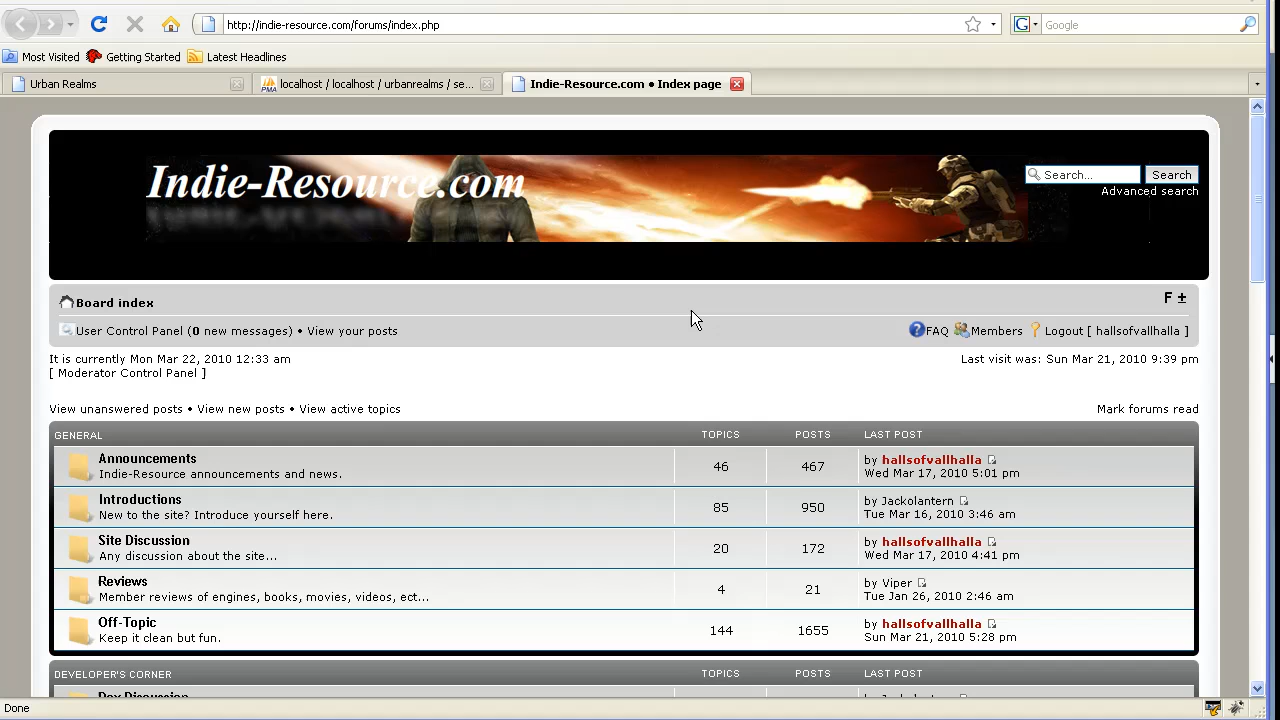 http://indie-resource.com/forums/index.php
Google
Most Visited Getting Started Latest Headlines
Urban Realms
localhost / localhost / urbanrealms / se...
Indie-Resource.com • Index page
Indie-Resource.com
Search...
Search
Advanced search
Board index
F ±
User Control Panel (0 new messages) • View your posts
FAQ Members Logout [ hallsofvallhalla ]
It is currently Mon Mar 22, 2010 12:33 am
Last visit was: Sun Mar 21, 2010 9:39 pm
[ Moderator Control Panel ]
View unanswered posts • View new posts • View active topics
Mark forums read
GENERAL TOPICS POSTS LAST POST
Announcements
Indie-Resource announcements and news.
46 467
by hallsofvallhalla
Wed Mar 17, 2010 5:01 pm
Introductions
New to the site? Introduce yourself here.
85 950
by Jackolantern
Tue Mar 16, 2010 3:46 am
Site Discussion
Any discussion about the site...
20 172
by hallsofvallhalla
Wed Mar 17, 2010 4:41 pm
Reviews
Member reviews of engines, books, movies, videos, ect...
4 21
by Viper
Tue Jan 26, 2010 2:46 am
Off-Topic
Keep it clean but fun.
144 1655
by hallsofvallhalla
Sun Mar 21, 2010 5:28 pm
DEVELOPER'S CORNER TOPICS POSTS LAST POST
Dev Discussion
Done